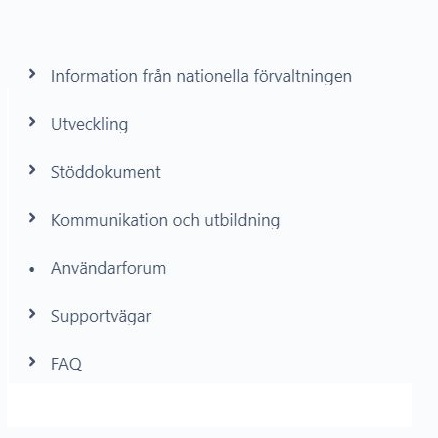 Information från nationella förvaltningen
Utveckling
Stöddokument
Kommunikation och utbildning
Användarforum
Supportvägar
FAQ